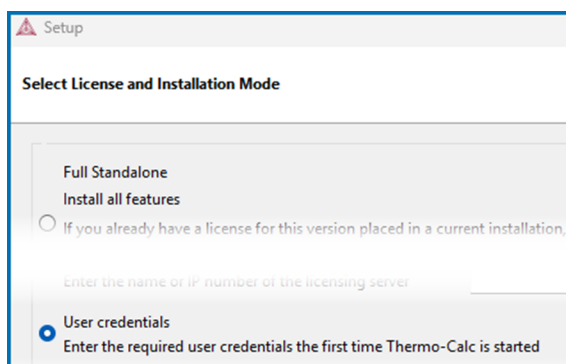 Setup
Select License and Installation Mode
Full Standalone
Install all features
If you already have a license for this version placed in a current installation,
Enter the name or IP number of the licensing server
User credentials
Enter the required user credentials the first time Thermo-Calc is started